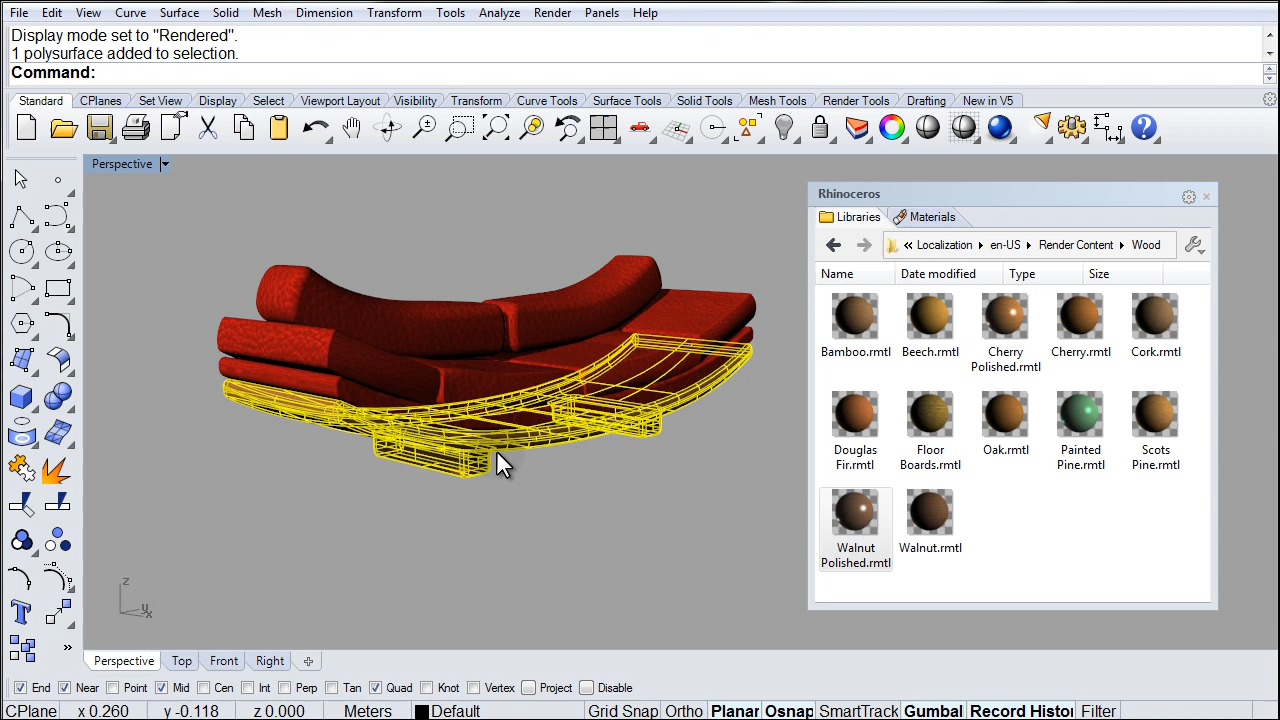 File Edit View Curve Surface Solid Mesh Dimension Transform Tools Analyze Render Panels Help
Display mode set to "Rendered".
1 polysurface added to selection.
Command:
Standard CPlanes Set View Display Select Viewport Layout Visibility Transform Curve Tools Surface Tools Solid Tools Mesh Tools Render Tools Drafting New in V5
Perspective
Rhinoceros
Libraries Materials
« Localization en-US Render Content Wood
Name Date modified Type Size
Bamboo.rmtl Beech.rmtl Cherry Polished.rmtl Cherry.rmtl Cork.rmtl
Douglas Fir.rmtl Floor Boards.rmtl Oak.rmtl Painted Pine.rmtl Scots Pine.rmtl
Walnut Polished.rmtl Walnut.rmtl
z
y
x
Perspective Top Front Right
End Near Point Mid Cen Int Perp Tan Quad Knot Vertex Project Disable
CPlane x 0.260 y -0.118 z 0.000 Meters Default Grid Snap Ortho Planar Osnap SmartTrack Gumbal Record Histo Filter